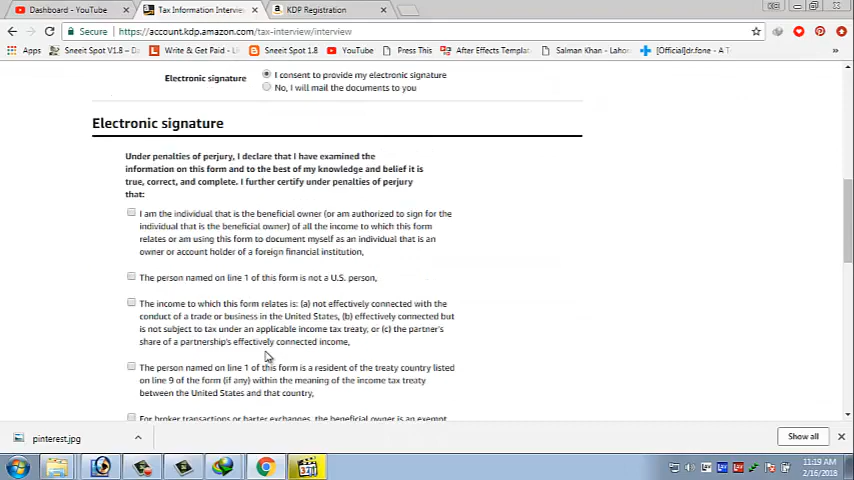 Dashboard - YouTube
Tax Information Interview
KDP Registration
Secure
https://account.kdp.amazon.com/tax-interview/interview
Apps
Sneeit Spot V1.8 – D
Write & Get Paid - Li
Sneeit Spot 1.8
YouTube
Press This
After Effects Template
Salman Khan - Lahore
[Official]dr.fone - A T
Electronic signature
I consent to provide my electronic signature
No, I will mail the documents to you
Electronic signature
Under penalties of perjury, I declare that I have examined the
information on this form and to the best of my knowledge and belief it is
true, correct, and complete. I further certify under penalties of perjury
that:
I am the individual that is the beneficial owner (or am authorized to sign for the
individual that is the beneficial owner) of all the income to which this form
relates or am using this form to document myself as an individual that is an
owner or account holder of a foreign financial institution,
The person named on line 1 of this form is not a U.S. person,
The income to which this form relates is: (a) not effectively connected with the
conduct of a trade or business in the United States, (b) effectively connected but
is not subject to tax under an applicable income tax treaty, or (c) the partner's
share of a partnership's effectively connected income,
The person named on line 1 of this form is a resident of the treaty country listed
on line 9 of the form (if any) within the meaning of the income tax treaty
between the United States and that country,
For broker transactions or barter exchanges, the beneficial owner is an exempt
pinterest.jpg
Show all
11:19 AM
2/16/2018